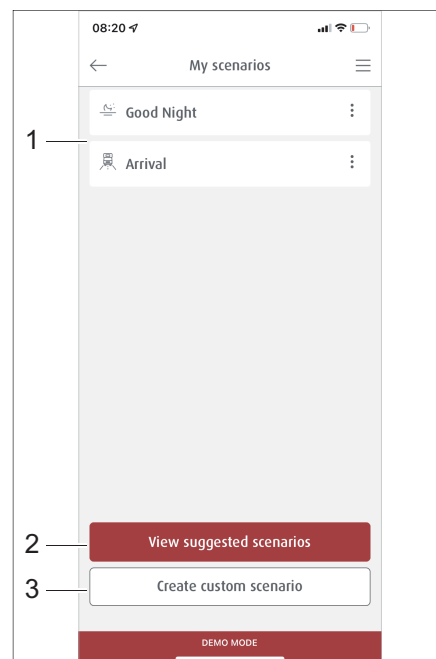 08:20
My scenarios
Good Night
1
Arrival
2
View suggested scenarios
3
Create custom scenario
DEMO MODE